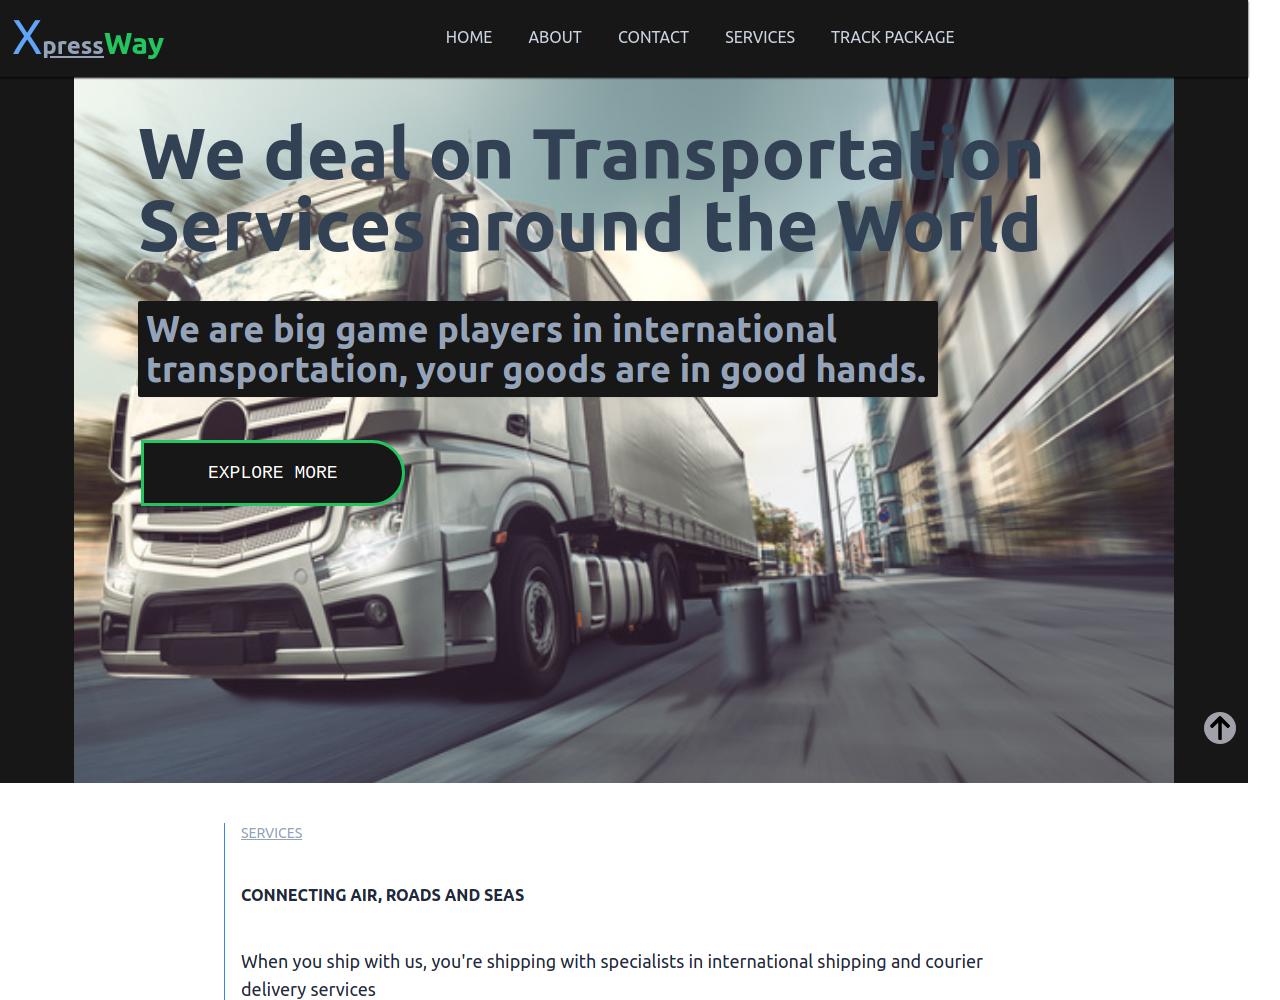 XpressWay
HOME ABOUT CONTACT SERVICES TRACK PACKAGE
We deal on Transportation
Services around the World
We are big game players in international
transportation, your goods are in good hands.
EXPLORE MORE
SERVICES
CONNECTING AIR, ROADS AND SEAS
When you ship with us, you're shipping with specialists in international shipping and courier
delivery services